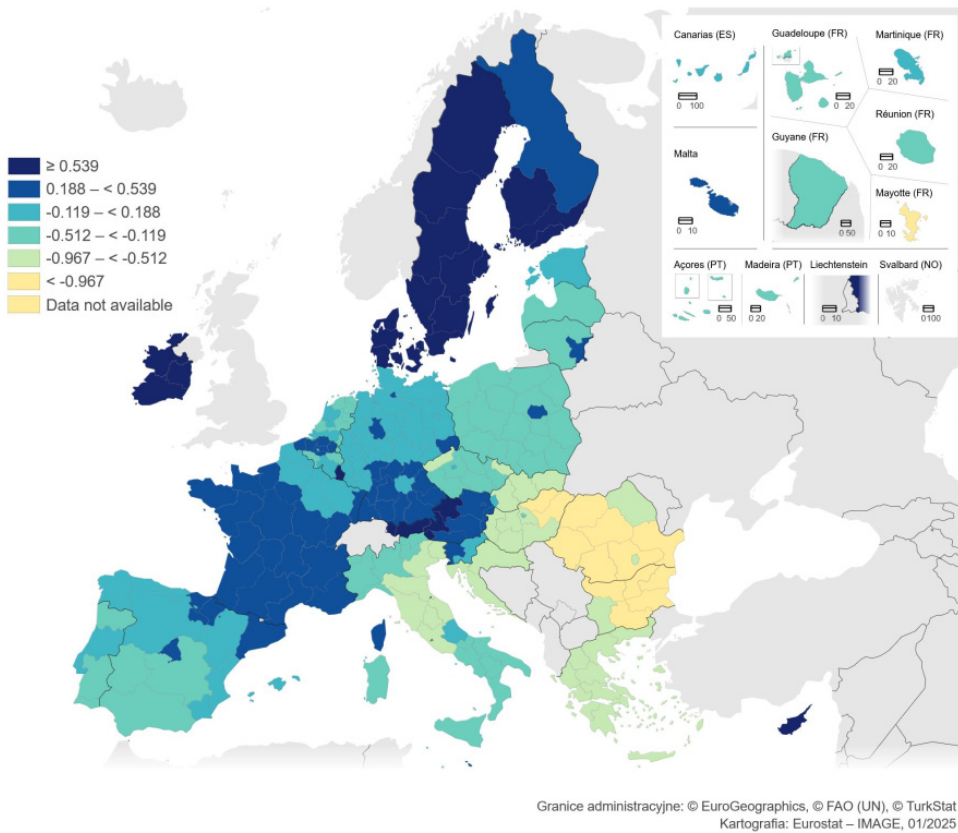 Canarias (ES)
0 100
Guadeloupe (FR)
0 20
Martinique (FR)
0 20
Malta
0 10
Guyane (FR)
0 50
Réunion (FR)
0 20
Mayotte (FR)
0 10
Açores (PT)
0 50
Madeira (PT)
0 20
Liechtenstein
0 10
Svalbard (NO)
0100
≥ 0.539
0.188 – < 0.539
-0.119 – < 0.188
-0.512 – < -0.119
-0.967 – < -0.512
< -0.967
Data not available
Granice administracyjne: © EuroGeographics, © FAO (UN), © TurkStat
Kartografia: Eurostat – IMAGE, 01/2025